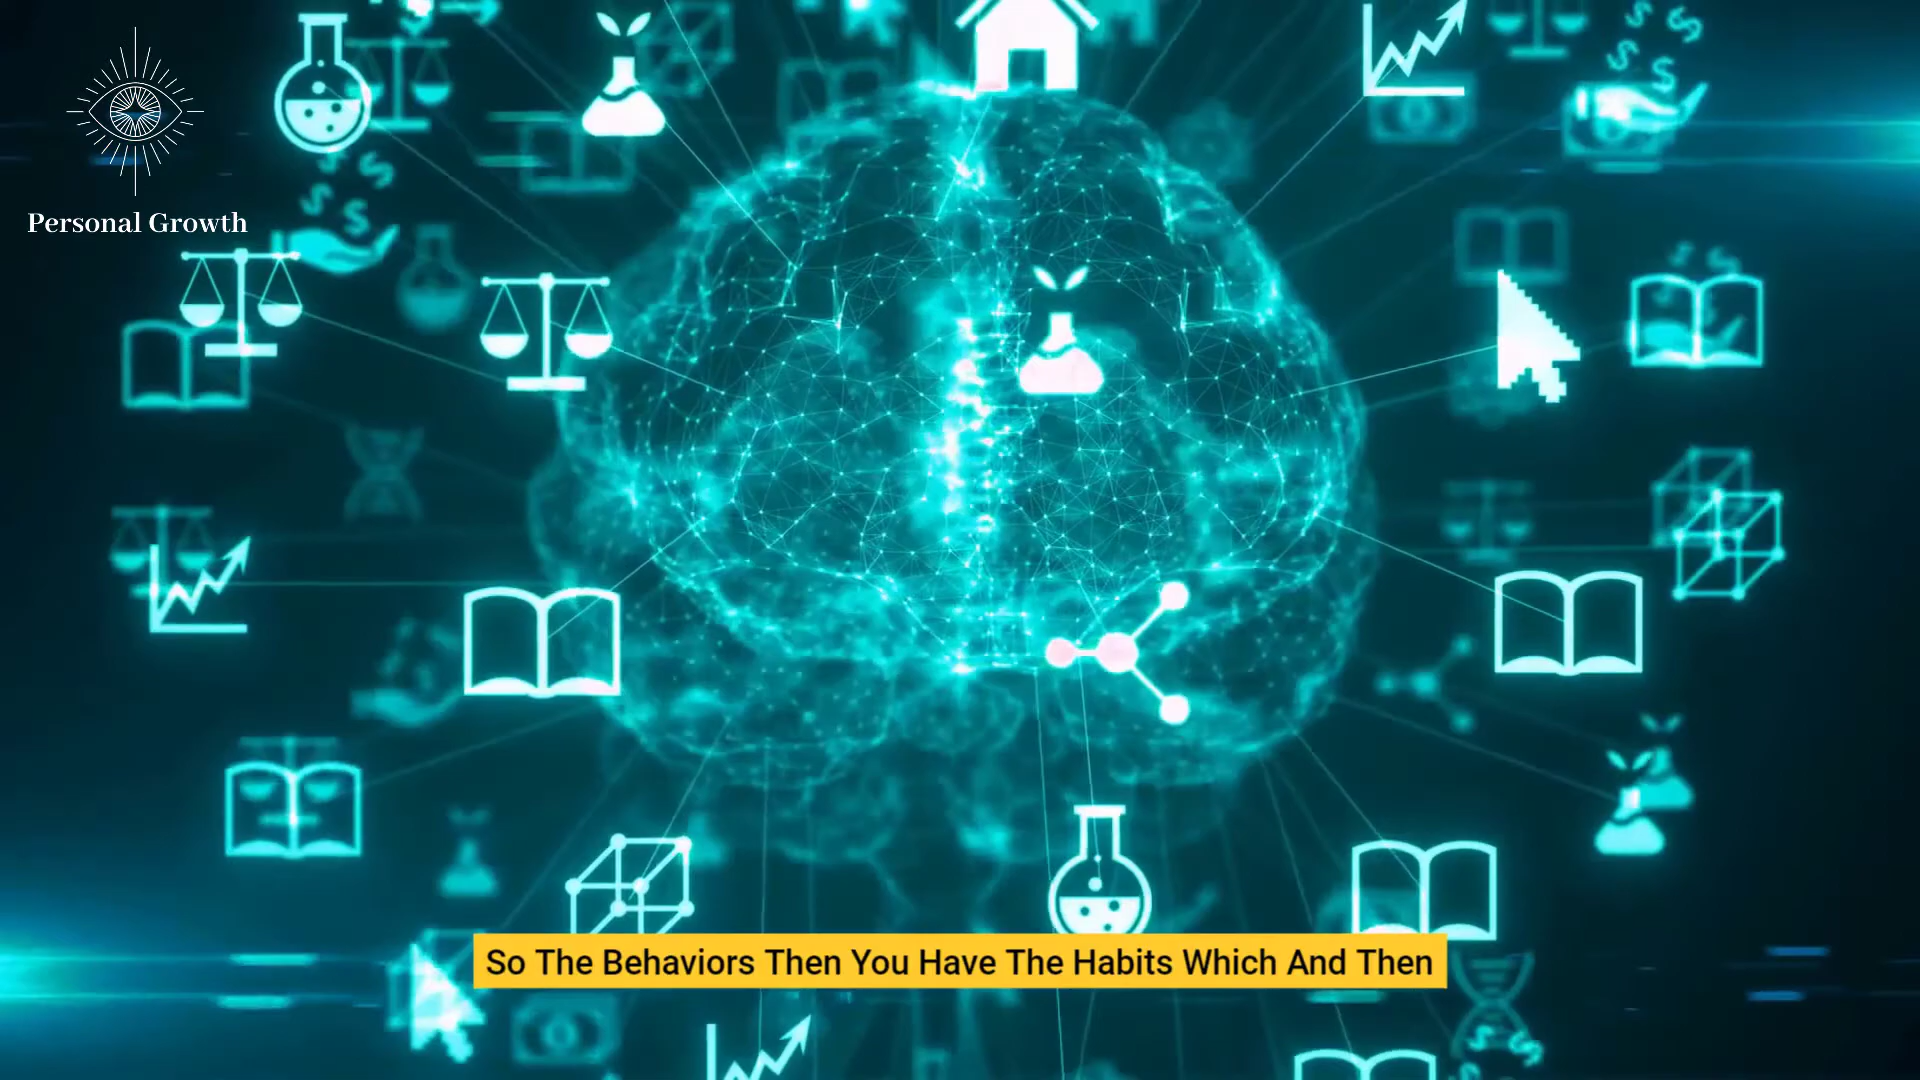 Personal Growth
So The Behaviors Then You Have The Habits Which And Then